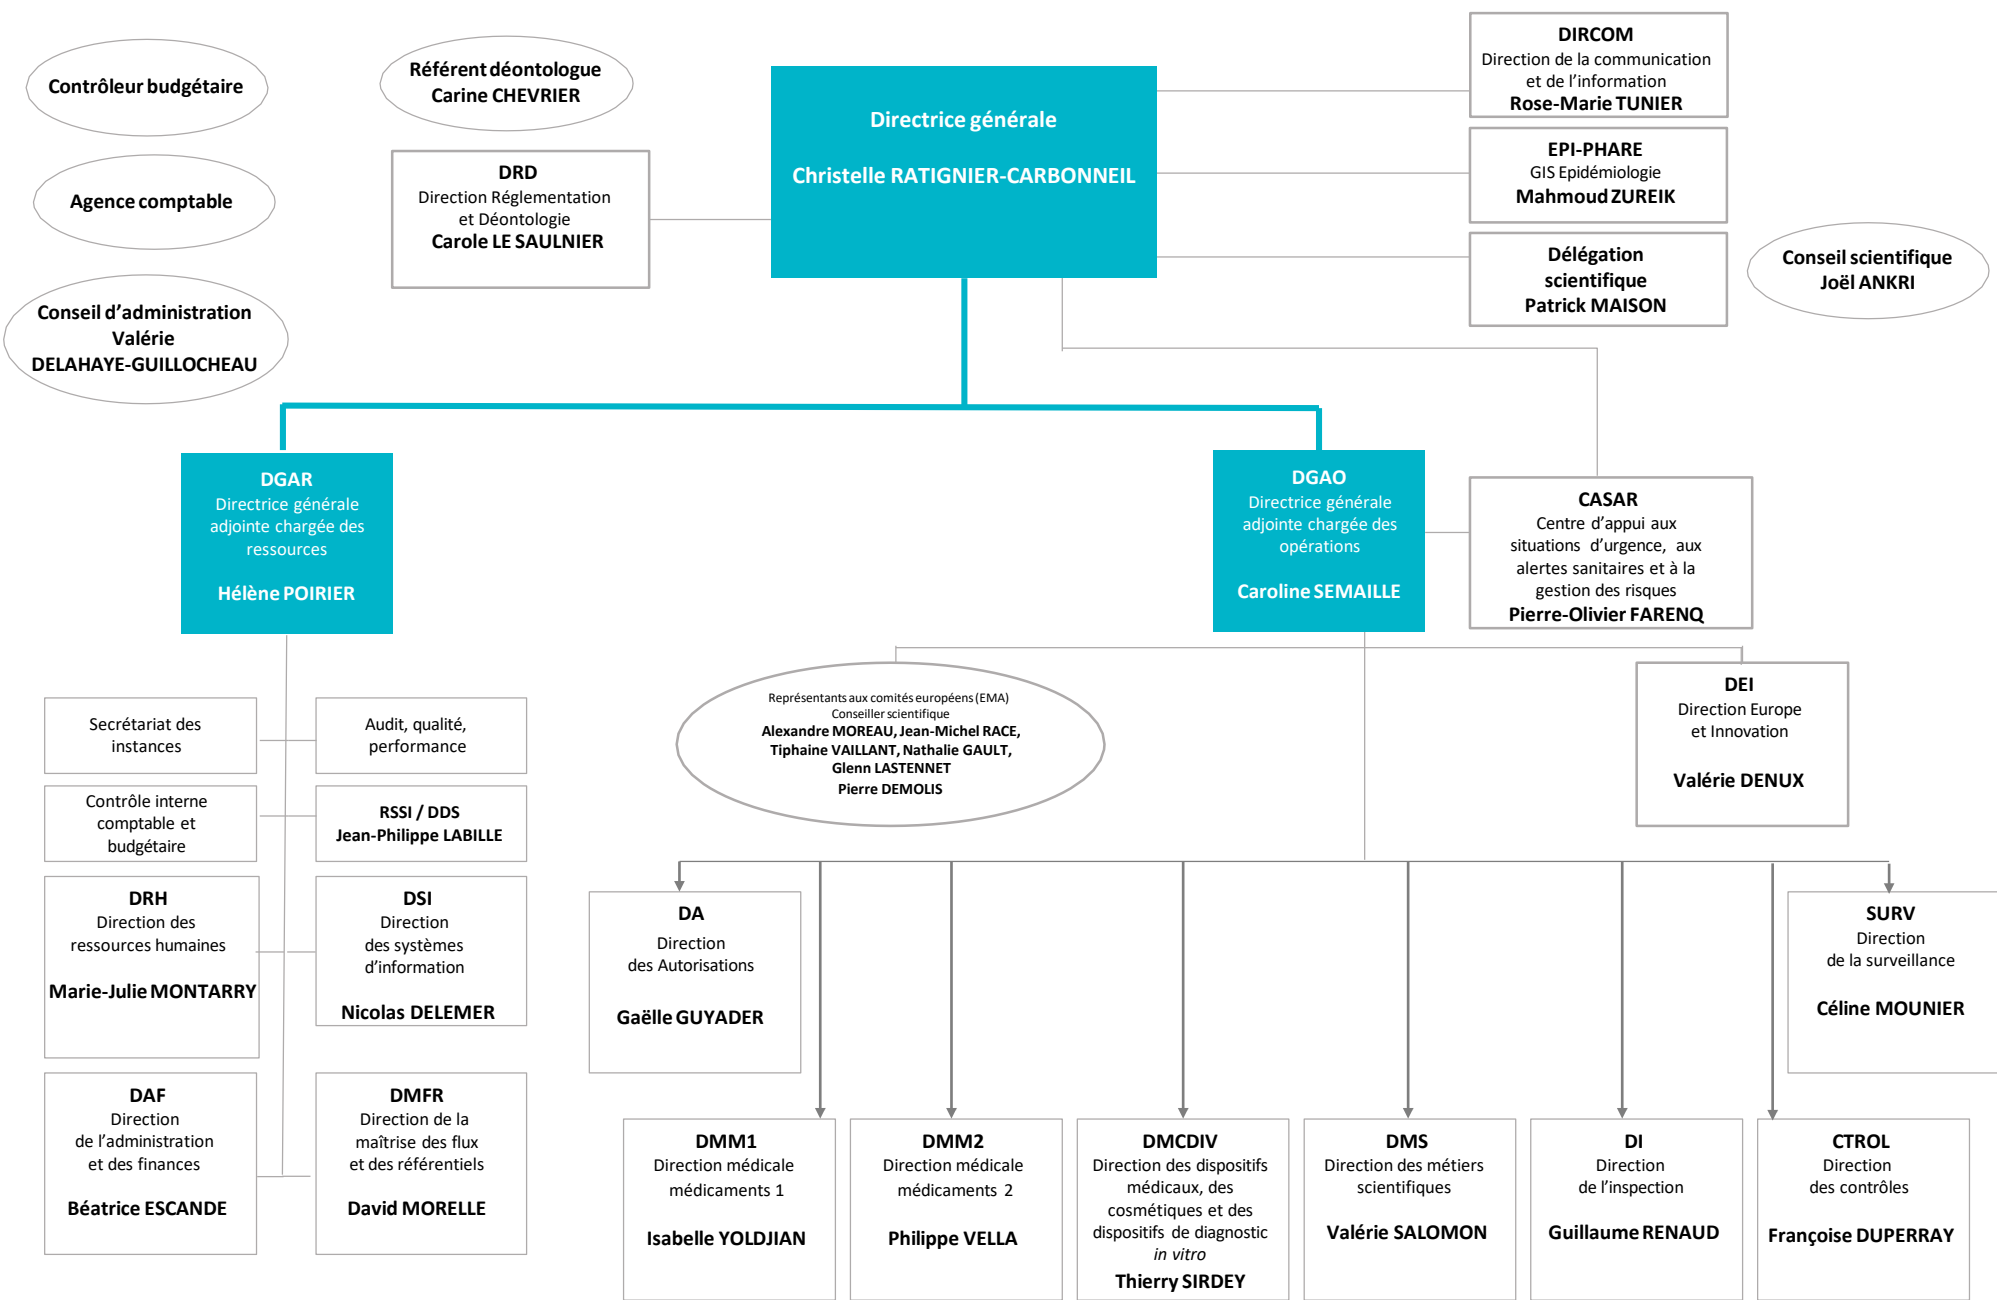 Contrôleur budgétaire
Agence comptable
Conseil d’administration
Valérie
DELAHAYE-GUILLOCHEAU
Référent déontologue
Carine CHEVRIER
DRD
Direction Réglementation
et Déontologie
Carole LE SAULNIER
Directrice générale
Christelle RATIGNIER-CARBONNEIL
DIRCOM
Direction de la communication
et de l’information
Rose-Marie TUNIER
EPI-PHARE
GIS Epidémiologie
Mahmoud ZUREIK
Délégation
scientifique
Patrick MAISON
Conseil scientifique
Joël ANKRI
DGAR
Directrice générale
adjointe chargée des
ressources
Hélène POIRIER
DGAO
Directrice générale
adjointe chargée des
opérations
Caroline SEMAILLE
CASAR
Centre d’appui aux
situations d’urgence, aux
alertes sanitaires et à la
gestion des risques
Pierre-Olivier FARENQ
Secrétariat des
instances
Audit, qualité,
performance
Contrôle interne
comptable et
budgétaire
RSSI / DDS
Jean-Philippe LABILLE
DRH
Direction des
ressources humaines
Marie-Julie MONTARRY
DSI
Direction
des systèmes
d’information
Nicolas DELEMER
DAF
Direction
de l’administration
et des finances
Béatrice ESCANDE
DMFR
Direction de la
maîtrise des flux
et des référentiels
David MORELLE
Représentants aux comités européens (EMA)
Conseiller scientifique
Alexandre MOREAU, Jean-Michel RACE,
Tiphaine VAILLANT, Nathalie GAULT,
Glenn LASTENNET
Pierre DEMOLIS
DEI
Direction Europe
et Innovation
Valérie DENUX
DA
Direction
des Autorisations
Gaëlle GUYADER
SURV
Direction
de la surveillance
Céline MOUNIER
DMM1
Direction médicale
médicaments 1
Isabelle YOLDJIAN
DMM2
Direction médicale
médicaments 2
Philippe VELLA
DMCDIV
Direction des dispositifs
médicaux, des
cosmétiques et des
dispositifs de diagnostic
in vitro
Thierry SIRDEY
DMS
Direction des métiers
scientifiques
Valérie SALOMON
DI
Direction
de l’inspection
Guillaume RENAUD
CTROL
Direction
des contrôles
Françoise DUPERRAY